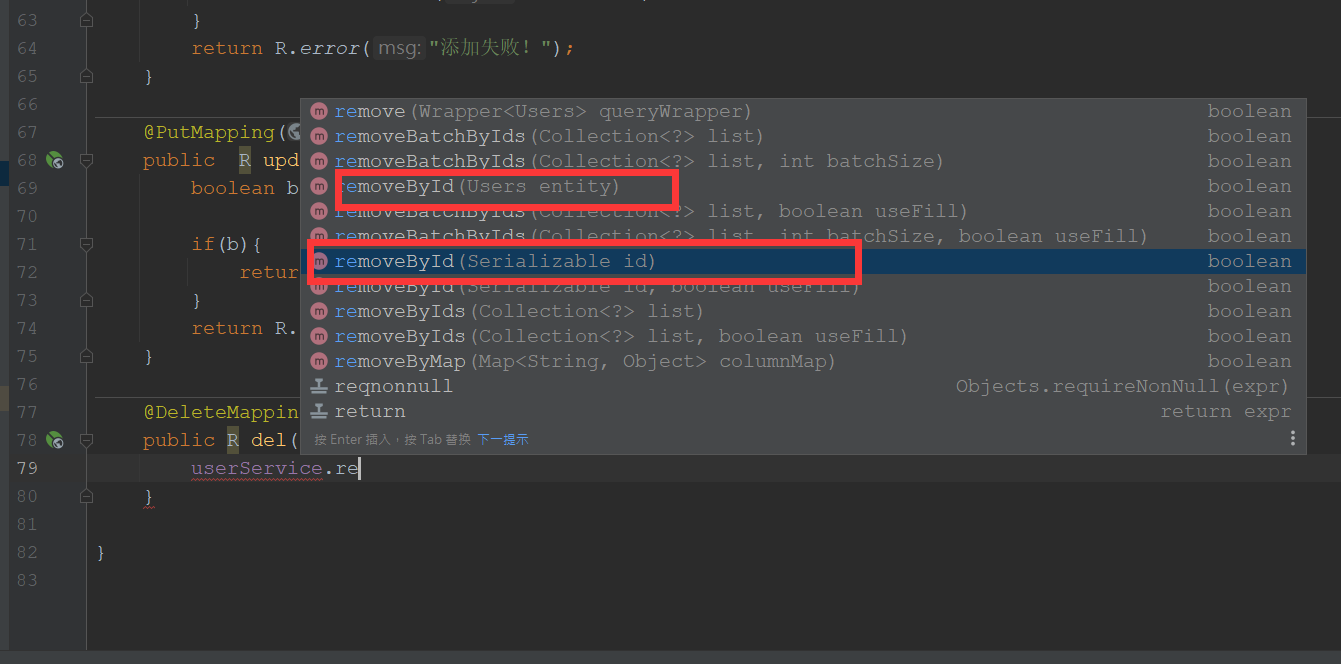 63 }
64 return R.error( msg: "添加失败！");
65 }
66
67 @PutMapping(
68 public R upd
69 boolean b
70
71 if(b){
72 retur
73 }
74 return R.
75 }
76
77 @DeleteMappin
78 public R del(
79 userService.re
80 }
81
82 }
83
m remove(Wrapper<Users> queryWrapper) boolean
m removeBatchByIds(Collection<?> list) boolean
m removeBatchByIds(Collection<?> list, int batchSize) boolean
m removeById(Users entity) boolean
m removeBatchByIds(Collection<?> list, boolean useFill) boolean
m removeBatchByIds(Collection<?> list, int batchSize, boolean useFill) boolean
m removeById(Serializable id) boolean
m removeById(Serializable id, boolean useFill) boolean
m removeByIds(Collection<?> list) boolean
m removeByIds(Collection<?> list, boolean useFill) boolean
m removeByMap(Map<String, Object> columnMap) boolean
reqnonnull Objects.requireNonNull(expr)
return return expr
按 Enter 插入，按 Tab 替换 下一提示